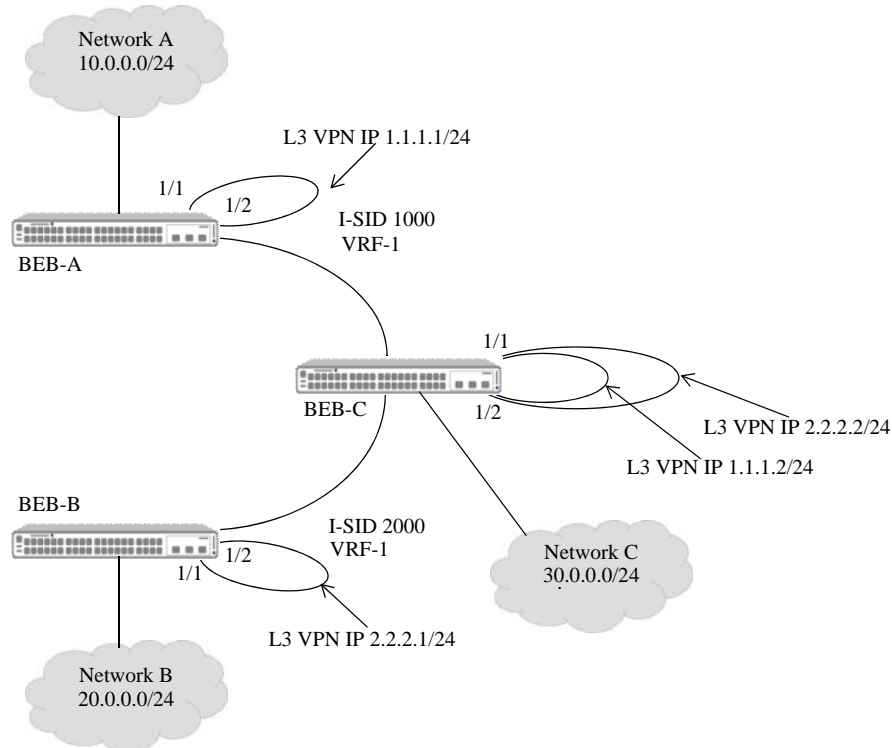 Network A
10.0.0.0/24
L3 VPN IP 1.1.1.1/24
1/1
1/2
I-SID 1000
VRF-1
BEB-A
1/1
BEB-C
1/2
L3 VPN IP 2.2.2.2/24
L3 VPN IP 1.1.1.2/24
BEB-B
I-SID 2000
VRF-1
1/2
1/1
Network C
30.0.0.0/24
L3 VPN IP 2.2.2.1/24
Network B
20.0.0.0/24